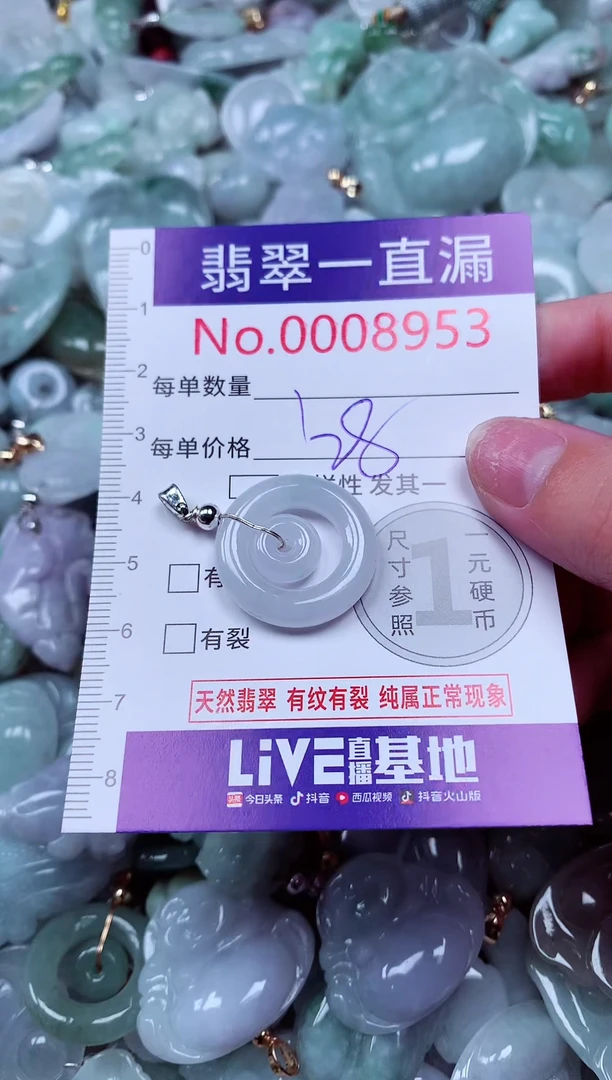 0
翡翠一直漏
No.0008953
1
2
每单数量
3
每单价格 58
4
样性 发其一
尺寸参照
1
一元硬币
5
有
6
有裂
7
天然翡翠 有纹有裂 纯属正常现象
LiVE直播基地
8
头条 今日头条 抖音 西瓜视频 抖音火山版